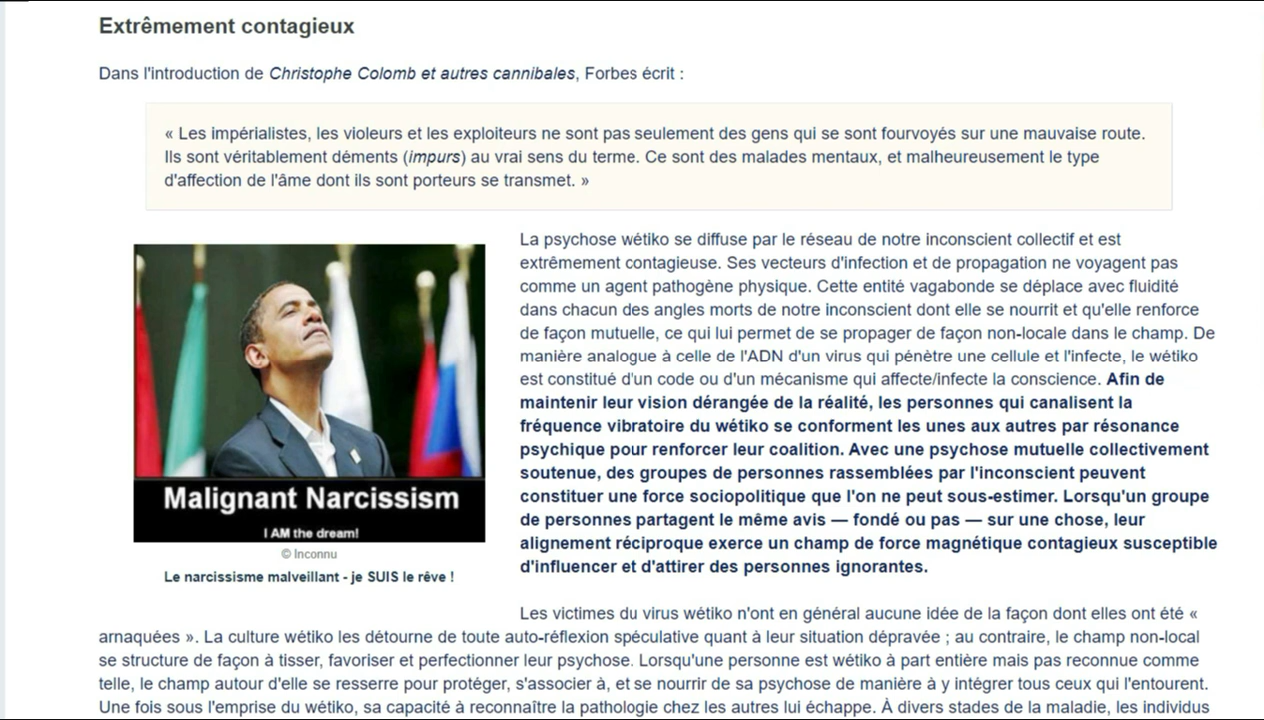 Extrêmement contagieux
Dans l'introduction de Christophe Colomb et autres cannibales, Forbes écrit :
« Les impérialistes, les violeurs et les exploiteurs ne sont pas seulement des gens qui se sont fourvoyés sur une mauvaise route.
Ils sont véritablement déments (impurs) au vrai sens du terme. Ce sont des malades mentaux, et malheureusement le type
d'affection de l'âme dont ils sont porteurs se transmet. »
Malignant Narcissism
I AM the dream!
© Inconnu
Le narcissisme malveillant - je SUIS le rêve !
La psychose wétiko se diffuse par le réseau de notre inconscient collectif et est
extrêmement contagieuse. Ses vecteurs d'infection et de propagation ne voyagent pas
comme un agent pathogène physique. Cette entité vagabonde se déplace avec fluidité
dans chacun des angles morts de notre inconscient dont elle se nourrit et qu'elle renforce
de façon mutuelle, ce qui lui permet de se propager de façon non-locale dans le champ. De
manière analogue à celle de l'ADN d'un virus qui pénètre une cellule et l'infecte, le wétiko
est constitué d'un code ou d'un mécanisme qui affecte/infecte la conscience. Afin de
maintenir leur vision dérangée de la réalité, les personnes qui canalisent la
fréquence vibratoire du wétiko se conforment les unes aux autres par résonance
psychique pour renforcer leur coalition. Avec une psychose mutuelle collectivement
soutenue, des groupes de personnes rassemblées par l'inconscient peuvent
constituer une force sociopolitique que l'on ne peut sous-estimer. Lorsqu'un groupe
de personnes partagent le même avis — fondé ou pas — sur une chose, leur
alignement réciproque exerce un champ de force magnétique contagieux susceptible
d'influencer et d'attirer des personnes ignorantes.
Les victimes du virus wétiko n'ont en général aucune idée de la façon dont elles ont été «
arnaquées ». La culture wétiko les détourne de toute auto-réflexion spéculative quant à leur situation dépravée ; au contraire, le champ non-local
se structure de façon à tisser, favoriser et perfectionner leur psychose. Lorsqu'une personne est wétiko à part entière mais pas reconnue comme
telle, le champ autour d'elle se resserre pour protéger, s'associer à, et se nourrir de sa psychose de manière à y intégrer tous ceux qui l'entourent.
Une fois sous l'emprise du wétiko, sa capacité à reconnaître la pathologie chez les autres lui échappe. À divers stades de la maladie, les individus